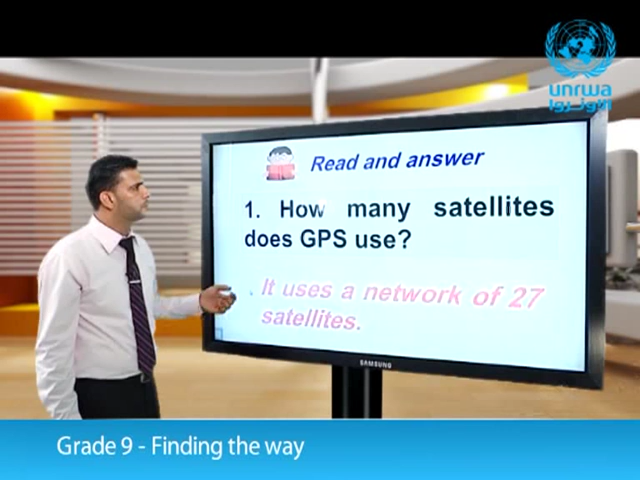 unrwa
الأونروا
Read and answer
1. How many satellites
does GPS use?
. It uses a network of 27
satellites.
SAMSUNG
Grade 9 - Finding the way